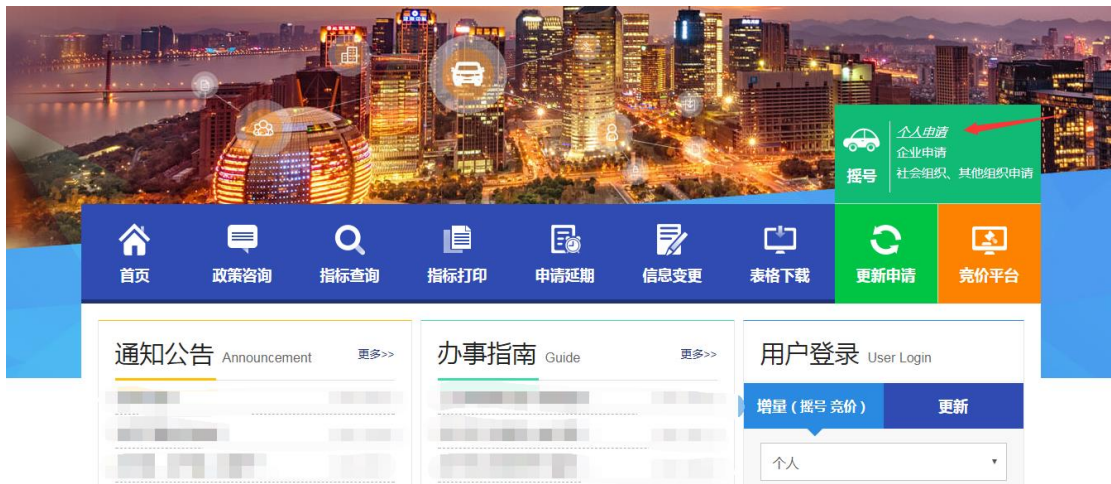 个人申请
企业申请
摇号
社会组织、其他组织申请
首页
政策咨询
指标查询
指标打印
申请延期
信息变更
表格下载
更新申请
竞价平台
通知公告 Announcement 更多>>
办事指南 Guide 更多>>
用户登录 User Login
增量（摇号 竞价） 更新
个人